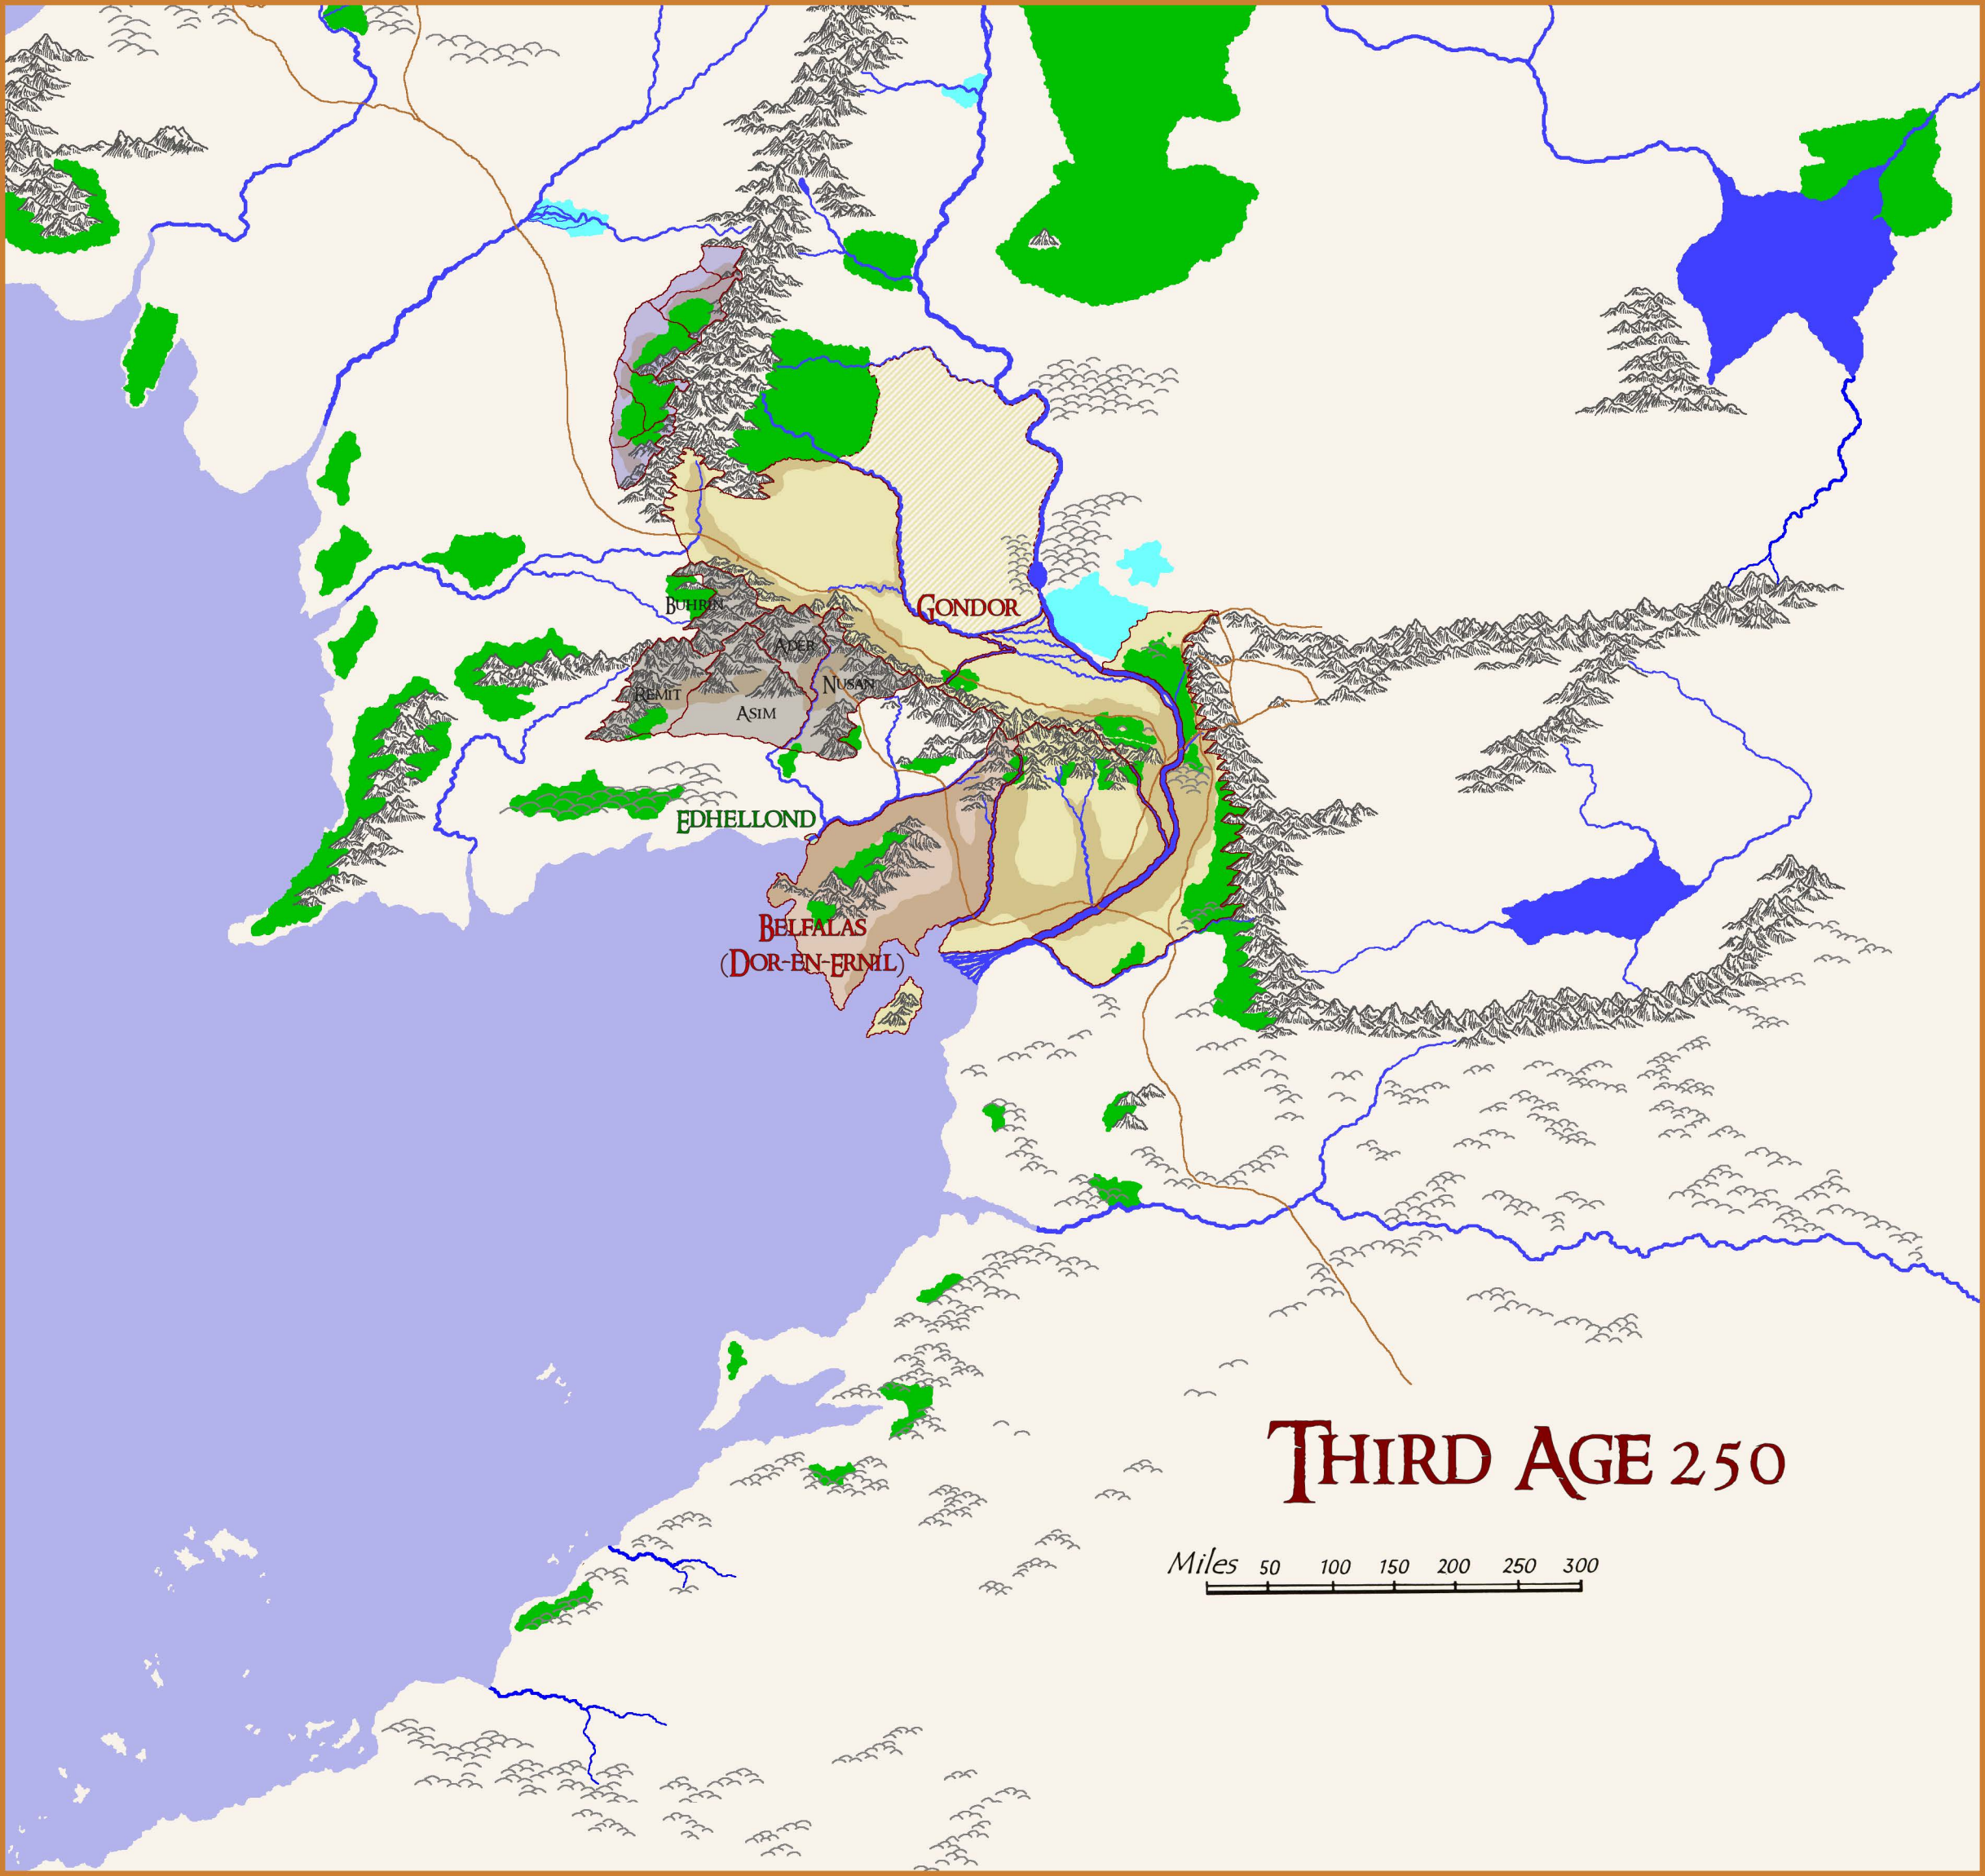 Buhrin
Gondor
Ader
Remit
Nusan
Asim
Edhellond
Belfalas
(Dor-en-Ernil)
Third Age 250
Miles 50 100 150 200 250 300